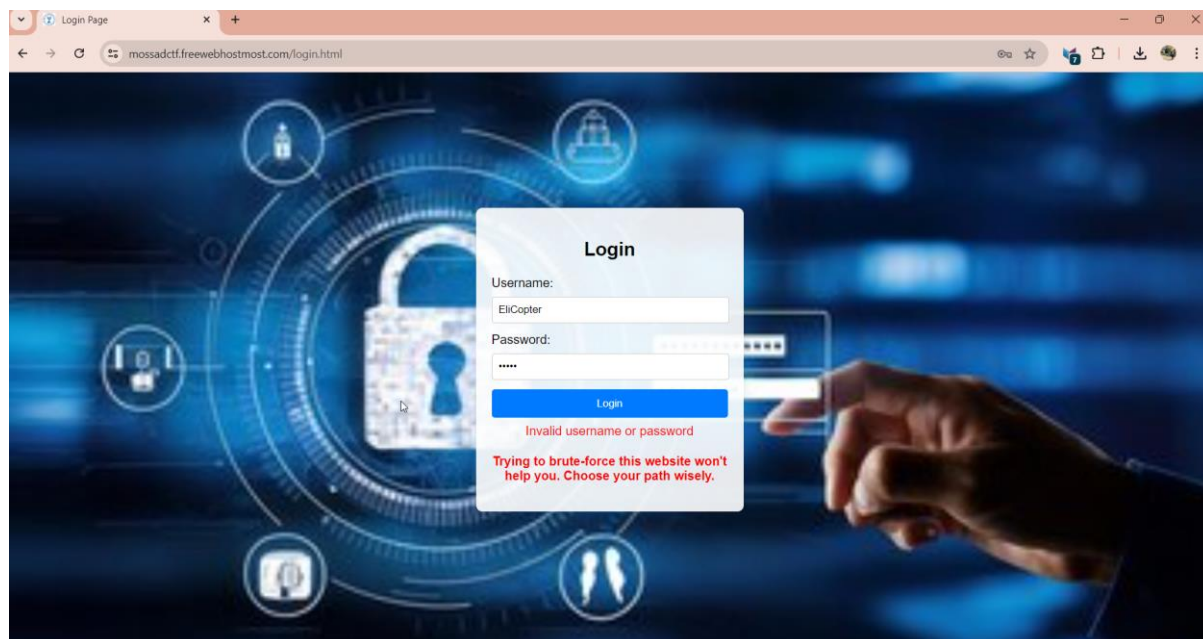 Login Page
mossadctf.freewebhostmost.com/login.html
7
Login
Username:
EliCopter
Password:
•••••
Login
Invalid username or password
Trying to brute-force this website won't
help you. Choose your path wisely.